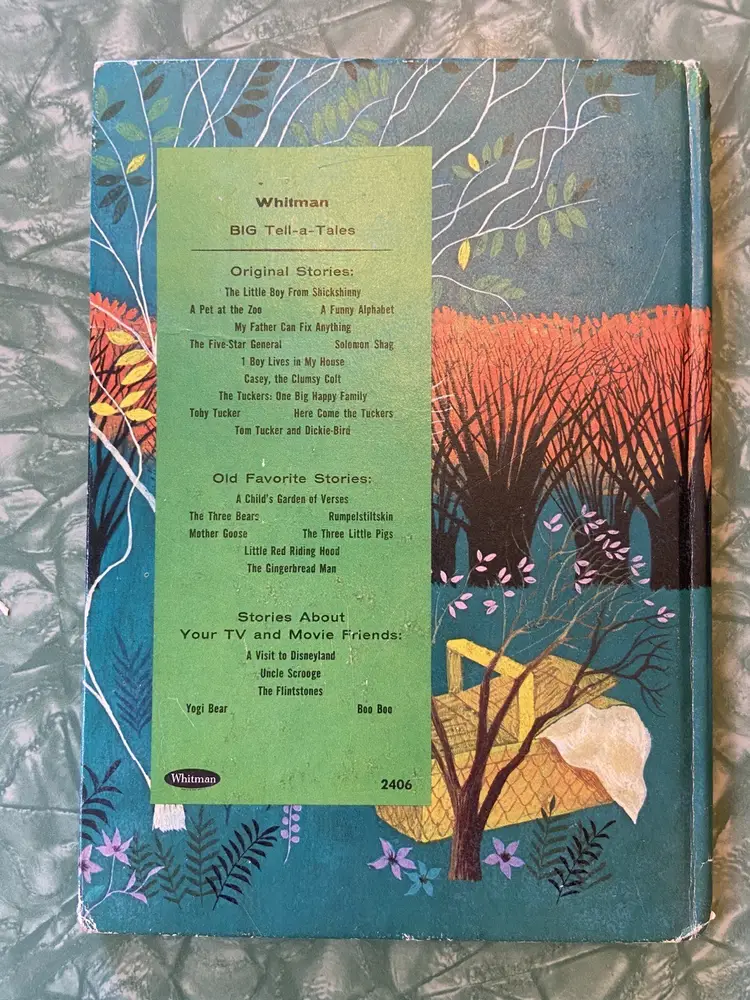 Whitman
BIG Tell-a-Tales
Original Stories:
The Little Boy From Shickshinny
A Pet at the Zoo A Funny Alphabet
My Father Can Fix Anything
The Five-Star General Solomon Shag
1 Boy Lives in My House
Casey, the Clumsy Colt
The Tuckers: One Big Happy Family
Toby Tucker Here Come the Tuckers
Tom Tucker and Dickie-Bird
Old Favorite Stories:
A Child's Garden of Verses
The Three Bears Rumpelstiltskin
Mother Goose The Three Little Pigs
Little Red Riding Hood
The Gingerbread Man
Stories About
Your TV and Movie Friends:
A Visit to Disneyland
Uncle Scrooge
The Flintstones
Yogi Bear Boo Boo
Whitman 2406